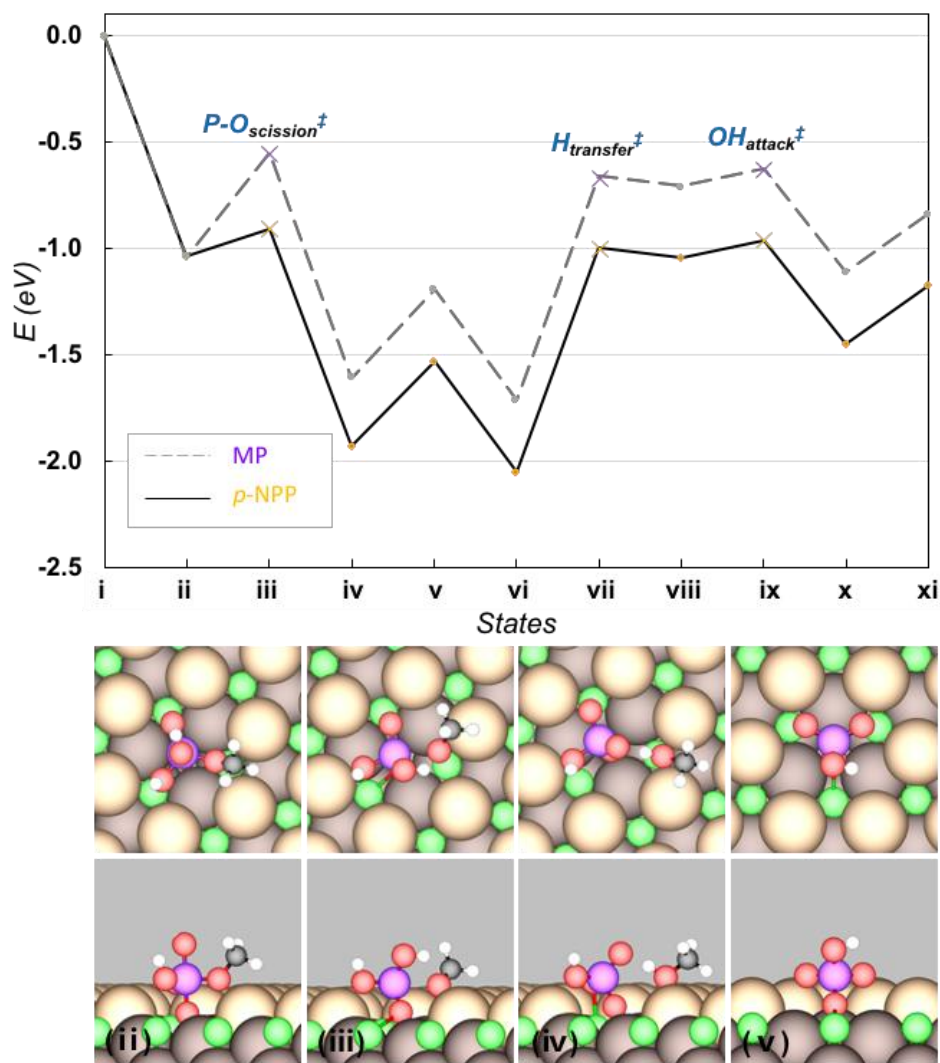 0.0
P-Oscission‡
-0.5
Htransfer‡
OHattack‡
-1.0
E (eV)
-1.5
-2.0
MP
p-NPP
-2.5
i ii iii iv v vi vii viii ix x xi
States
(ii) (iii) (iv) (v)